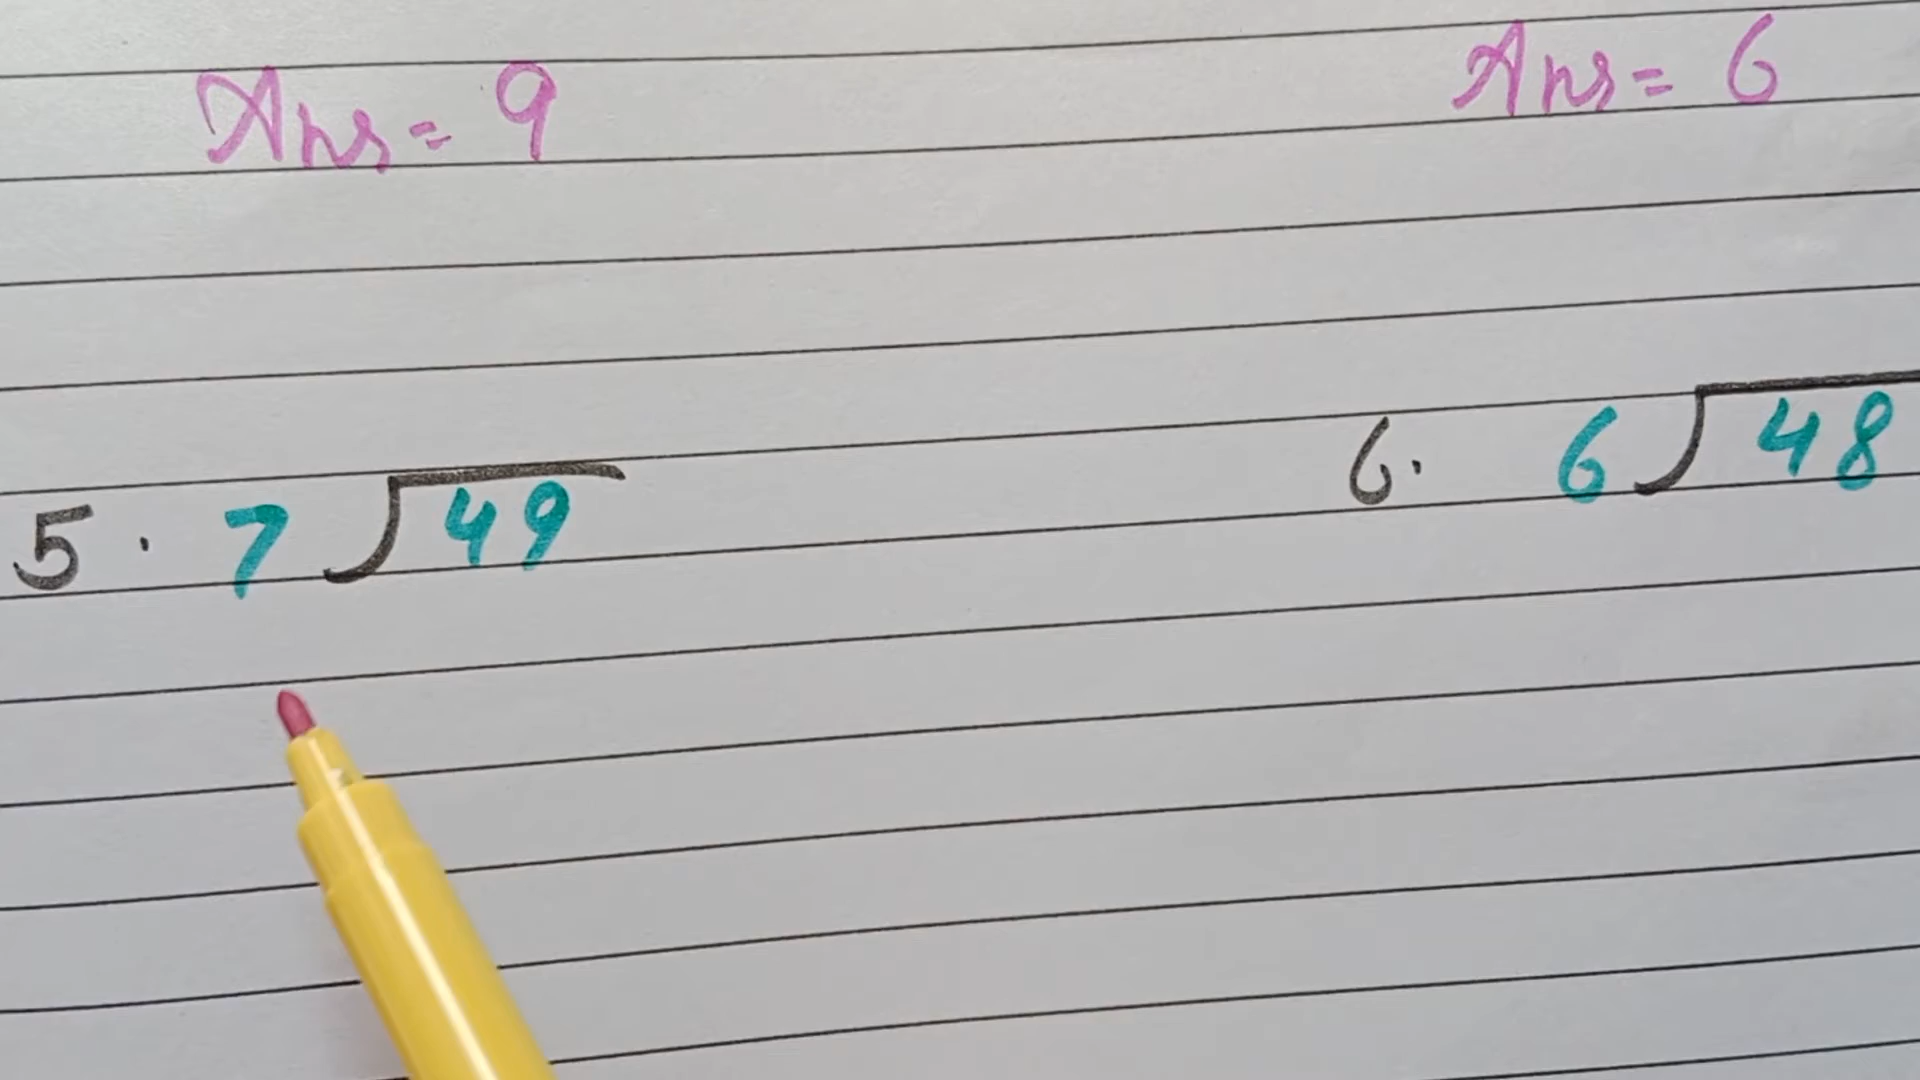 Ans = 9
Ans = 6
5. 7)49
6. 6)48